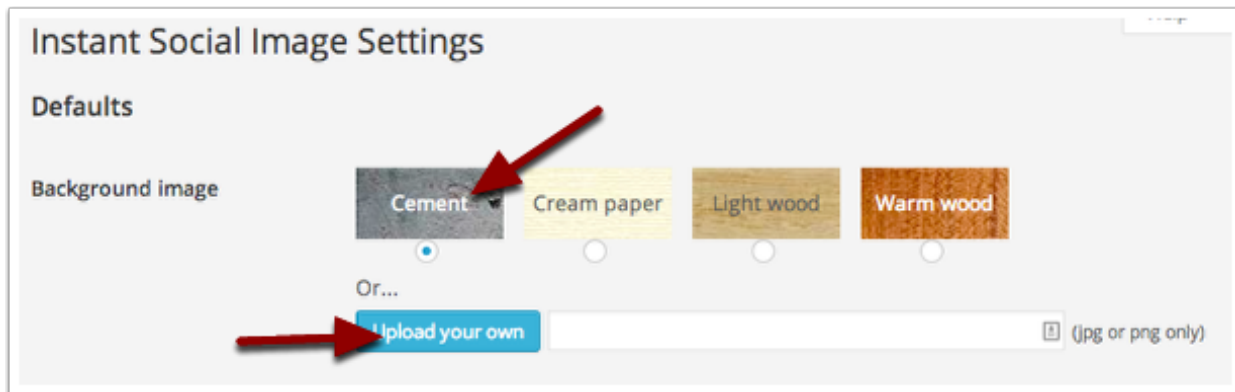 Instant Social Image Settings
Defaults
Background image
Cement Cream paper Light wood Warm wood
Or...
Upload your own (jpg or png only)